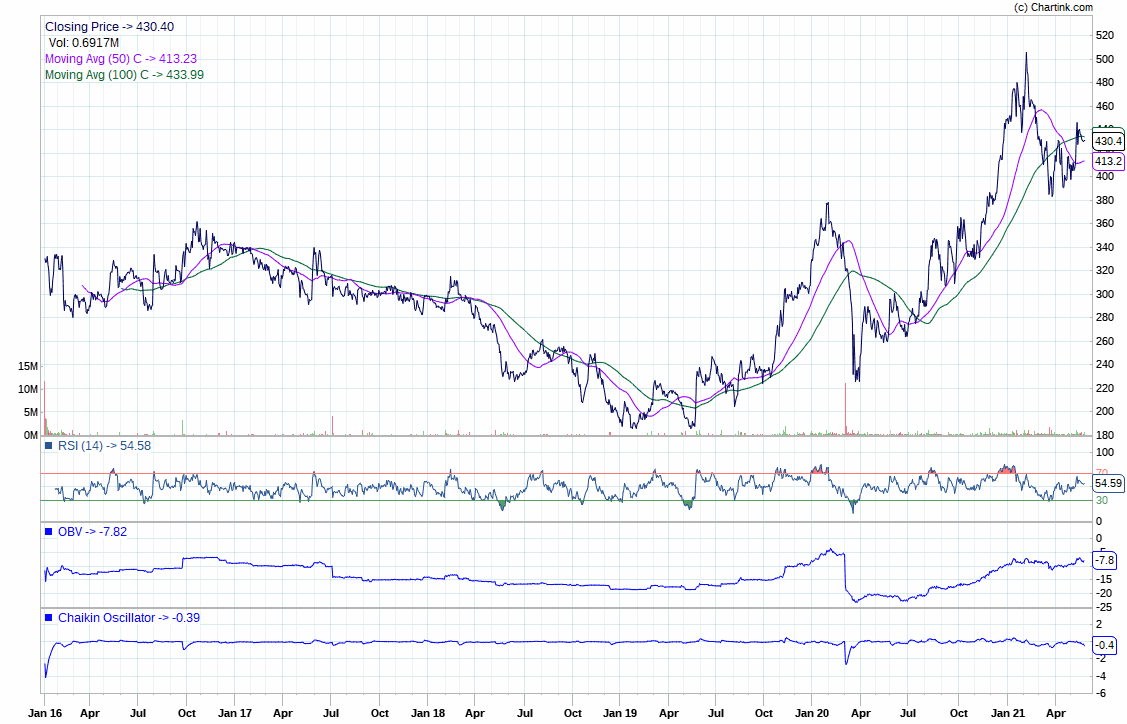 (c) Chartink.com
Closing Price -> 430.40
Vol: 0.6917M
Moving Avg (50) C -> 413.23
Moving Avg (100) C -> 433.99
520
500
480
460
440
430.4
413.2
400
380
360
340
320
300
280
260
240
220
200
180
15M
10M
5M
0M
RSI (14) -> 54.58
100
70
54.59
30
0
OBV -> -7.82
0
-7.8
-15
-20
-25
Chaikin Oscillator -> -0.39
2
-0.4
-2
-4
-6
Jan 16 Apr Jul Oct Jan 17 Apr Jul Oct Jan 18 Apr Jul Oct Jan 19 Apr Jul Oct Jan 20 Apr Jul Oct Jan 21 Apr